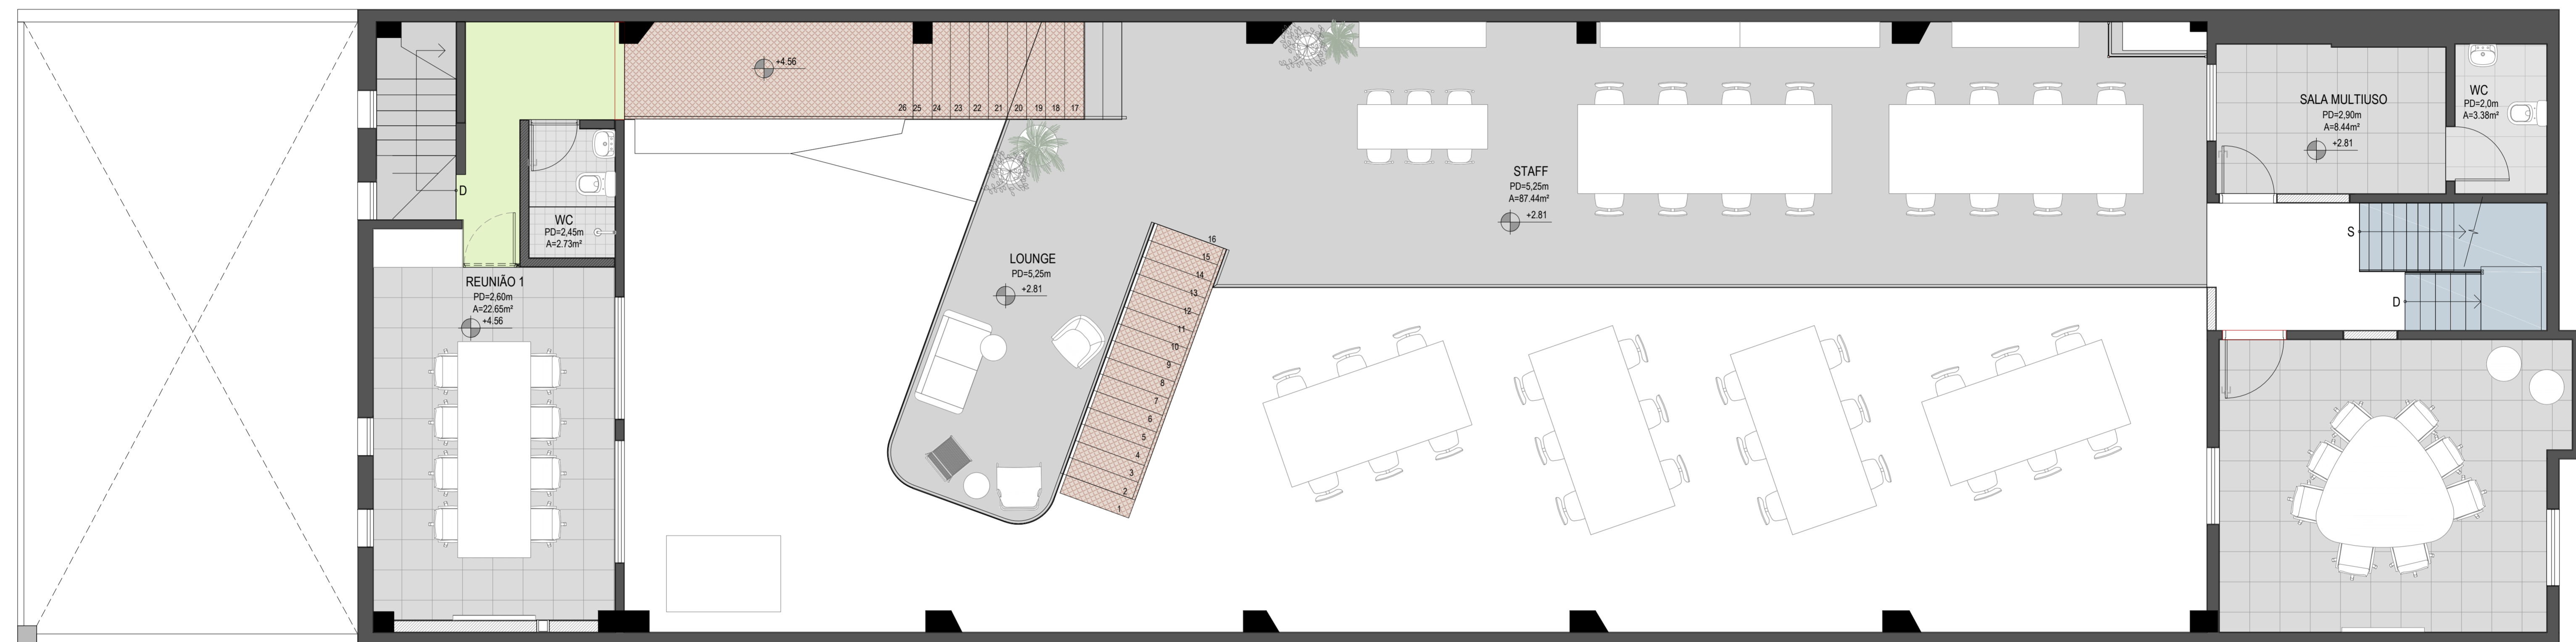 +4.56
26 25 24 23 22 21 20 19 18 17
D
WC
PD=2,45m
A=2.73m²
REUNIÃO 1
PD=2,60m
A=22,65m²
+4.56
LOUNGE
PD=5,25m
+2.81
16
15
14
13
12
11
10
9
8
7
6
5
4
3
2
1
STAFF
PD=5,25m
A=87.44m²
+2.81
SALA MULTIUSO
PD=2,90m
A=8.44m²
+2.81
WC
PD=2,0m
A=3.38m²
S
D